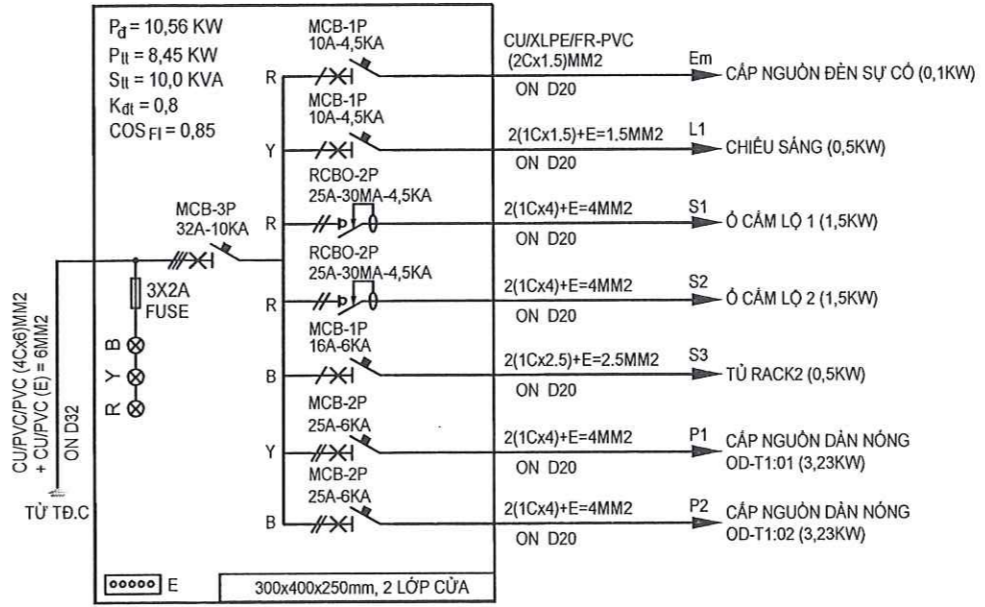 Pđ = 10,56 KW
Ptt = 8,45 KW
Stt = 10,0 KVA
Kđt = 0,8
COS FI = 0,85
MCB-3P
32A-10KA
3X2A
FUSE
B
Y
R
CU/PVC/PVC (4Cx6)MM2
+ CU/PVC (E) = 6MM2
ON D32
TỪ TĐ.C
MCB-1P
10A-4,5KA
R
CU/XLPE/FR-PVC
(2Cx1.5)MM2
ON D20
Em
CẤP NGUỒN ĐÈN SỰ CỐ (0,1KW)
MCB-1P
10A-4,5KA
Y
2(1Cx1.5)+E=1.5MM2
ON D20
L1
CHIẾU SÁNG (0,5KW)
RCBO-2P
25A-30MA-4,5KA
R
2(1Cx4)+E=4MM2
ON D20
S1
Ổ CẮM LỘ 1 (1,5KW)
RCBO-2P
25A-30MA-4,5KA
R
2(1Cx4)+E=4MM2
ON D20
S2
Ổ CẮM LỘ 2 (1,5KW)
MCB-1P
16A-6KA
B
2(1Cx2.5)+E=2.5MM2
ON D20
S3
TỦ RACK2 (0,5KW)
MCB-2P
25A-6KA
Y
2(1Cx4)+E=4MM2
ON D20
P1
CẤP NGUỒN DÀN NÓNG
OD-T1:01 (3,23KW)
MCB-2P
25A-6KA
B
2(1Cx4)+E=4MM2
ON D20
P2
CẤP NGUỒN DÀN NÓNG
OD-T1:02 (3,23KW)
E
300x400x250mm, 2 LỚP CỬA